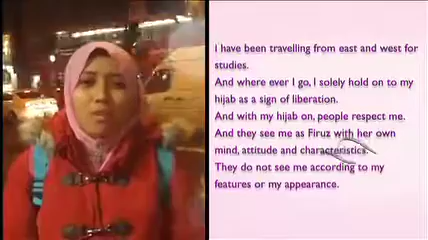 I have been travelling from east and west for
studies.
And where ever I go, I solely hold on to my
hijab as a sign of liberation.
And with my hijab on, people respect me.
And they see me as Firuz with her own
mind, attitude and characteristics.
They do not see me according to my
features or my appearance.